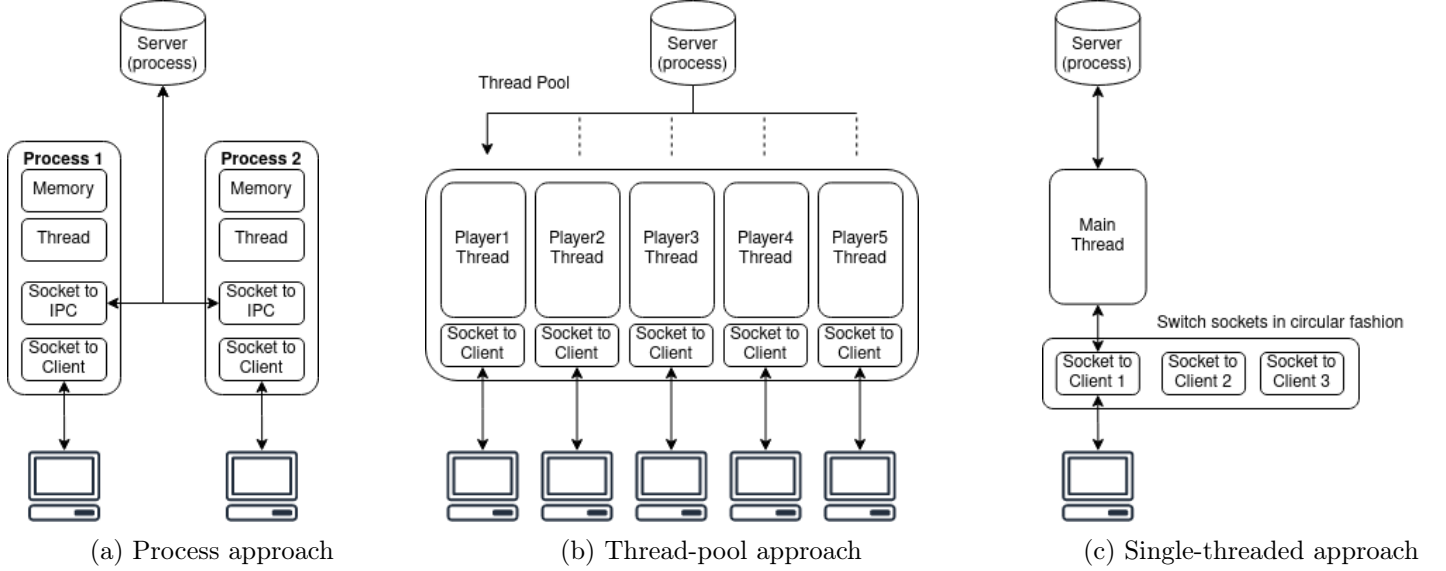 Server
(process)
Process 1
Memory
Thread
Socket to
IPC
Socket to
Client
Process 2
Memory
Thread
Socket to
IPC
Socket to
Client
(a) Process approach
Server
(process)
Thread Pool
Player1
Thread
Player2
Thread
Player3
Thread
Player4
Thread
Player5
Thread
Socket to
Client
Socket to
Client
Socket to
Client
Socket to
Client
Socket to
Client
(b) Thread-pool approach
Server
(process)
Main
Thread
Switch sockets in circular fashion
Socket to
Client 1
Socket to
Client 2
Socket to
Client 3
(c) Single-threaded approach